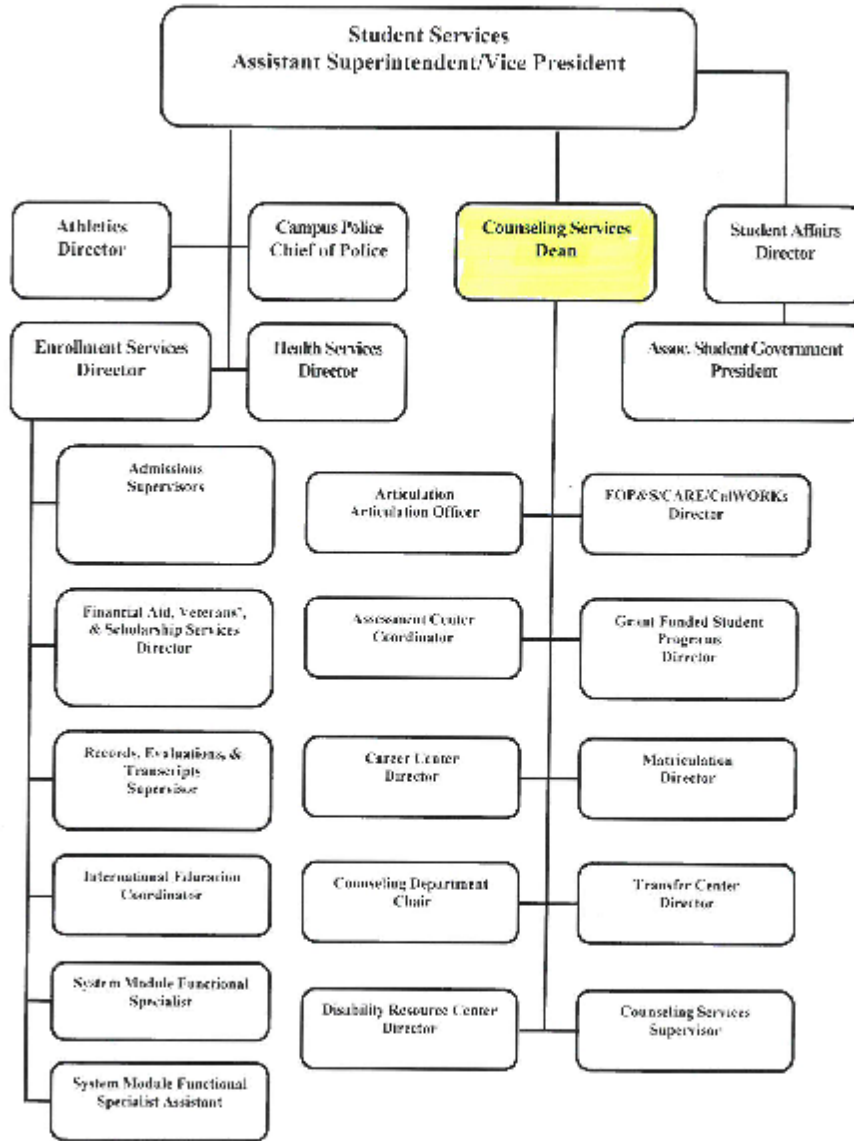 Student Services
Assistant Superintendent/Vice President
Athletics
Director
Campus Police
Chief of Police
Counseling Services
Dean
Student Affairs
Director
Enrollment Services
Director
Health Services
Director
Assoc. Student Government
President
Admissions
Supervisors
Articulation
Articulation Officer
EOP&S/CARE/CalWORKs
Director
Financial Aid, Veterans',
& Scholarship Services
Director
Assessment Center
Coordinator
Grant Funded Student
Programs
Director
Records, Evaluations, &
Transcripts
Supervisor
Career Center
Director
Matriculation
Director
International Education
Coordinator
Counseling Department
Chair
Transfer Center
Director
System Module Functional
Specialist
Disability Resource Center
Director
Counseling Services
Supervisor
System Module Functional
Specialist Assistant